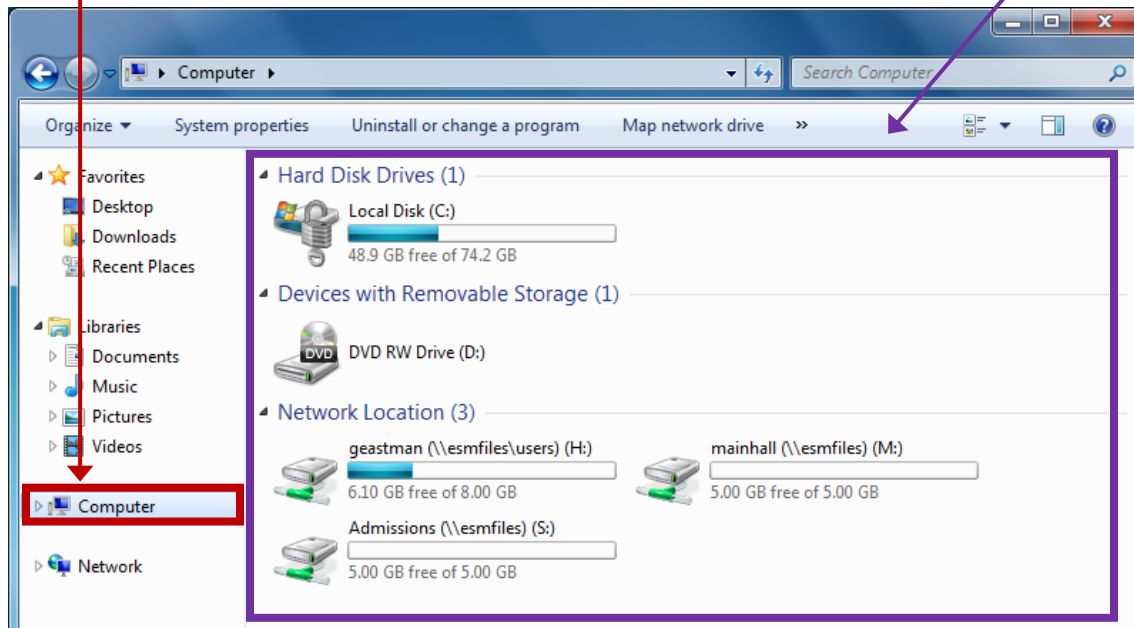 Computer
Search Computer
Organize System properties Uninstall or change a program Map network drive »
Favorites
Desktop
Downloads
Recent Places
Libraries
Documents
Music
Pictures
Videos
Computer
Network
Hard Disk Drives (1)
Local Disk (C:)
48.9 GB free of 74.2 GB
Devices with Removable Storage (1)
DVD
DVD RW Drive (D:)
Network Location (3)
geastman (\\esmfiles\users) (H:)
6.10 GB free of 8.00 GB
mainhall (\\esmfiles) (M:)
5.00 GB free of 5.00 GB
Admissions (\\esmfiles) (S:)
5.00 GB free of 5.00 GB